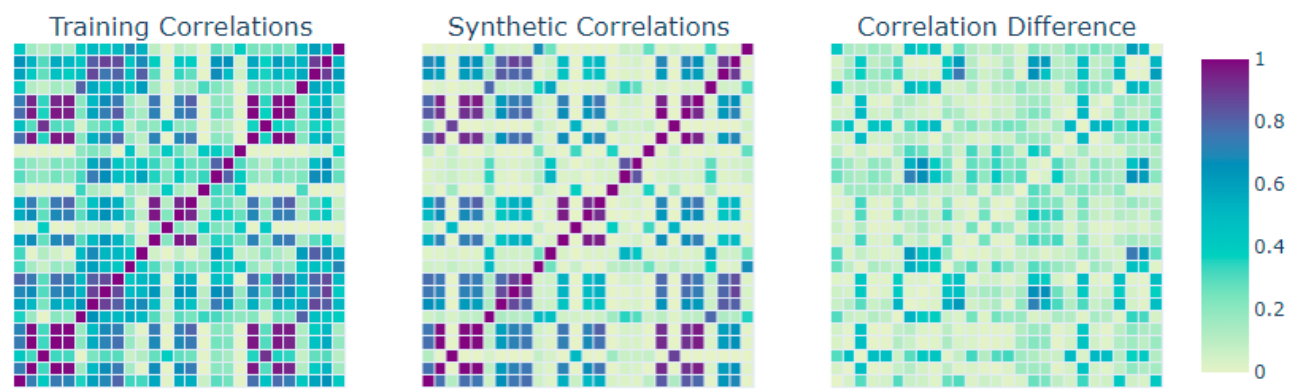 Training Correlations
Synthetic Correlations
Correlation Difference
1
0.8
0.6
0.4
0.2
0